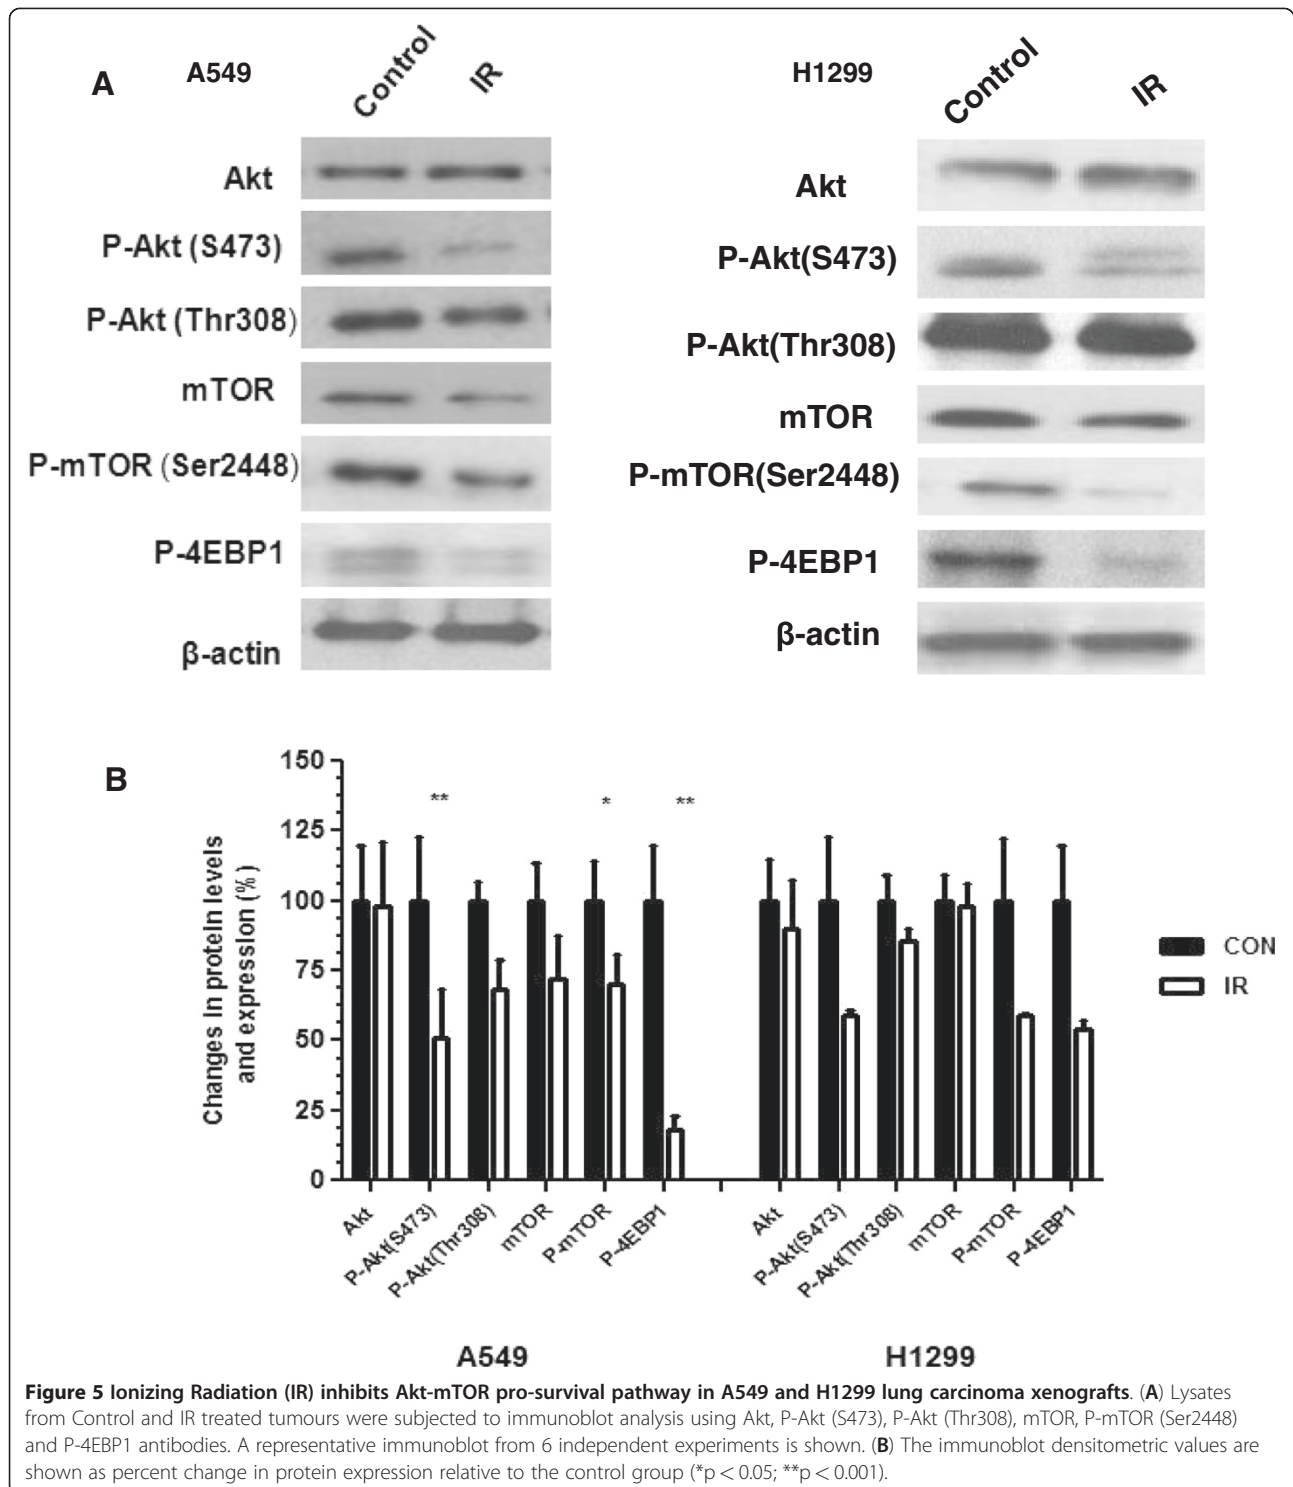 A
A549
Control
IR
Akt
P-Akt (S473)
P-Akt (Thr308)
mTOR
P-mTOR (Ser2448)
P-4EBP1
β-actin
H1299
Control
IR
Akt
P-Akt(S473)
P-Akt(Thr308)
mTOR
P-mTOR(Ser2448)
P-4EBP1
β-actin
B
Changes in protein levels
and expression (%)
150
125
100
75
50
25
0
**
*
**
CON
IR
Akt
P-Akt(S473)
P-Akt(Thr308)
mTOR
P-mTOR
P-4EBP1
Akt
P-Akt(S473)
P-Akt(Thr308)
mTOR
P-mTOR
P-4EBP1
A549
H1299
Figure 5 Ionizing Radiation (IR) inhibits Akt-mTOR pro-survival pathway in A549 and H1299 lung carcinoma xenografts. (A) Lysates
from Control and IR treated tumours were subjected to immunoblot analysis using Akt, P-Akt (S473), P-Akt (Thr308), mTOR, P-mTOR (Ser2448)
and P-4EBP1 antibodies. A representative immunoblot from 6 independent experiments is shown. (B) The immunoblot densitometric values are
shown as percent change in protein expression relative to the control group (*p < 0.05; **p < 0.001).